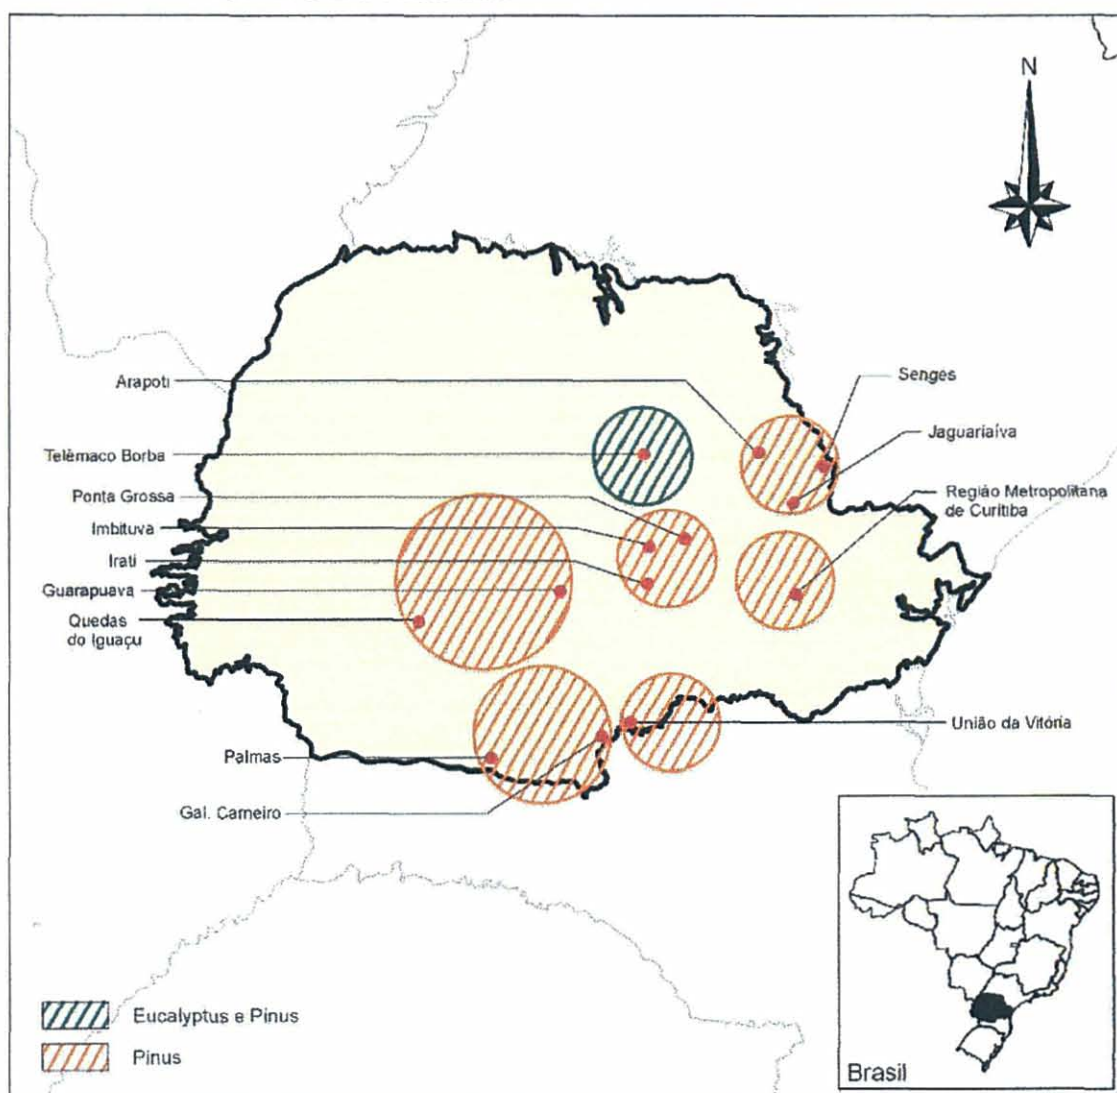 N
Arapoti
Senges
Jaguariaíva
Telêmaco Borba
Ponta Grossa
Região Metropolitana
de Curitiba
Imbituva
Irati
Guarapuava
Quedas
do Iguaçu
União da Vitória
Palmas
Gal. Carneiro
Eucalyptus e Pinus
Pinus
Brasil